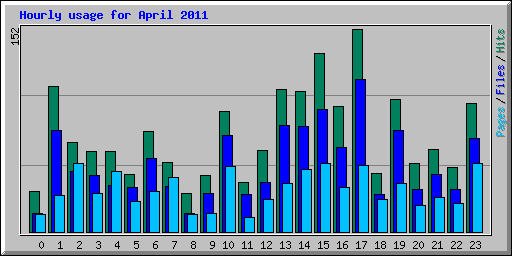 Hourly usage for April 2011
152
Pages/Files/Hits
0 1 2 3 4 5 6 7 8 9 10 11 12 13 14 15 16 17 18 19 20 21 22 23